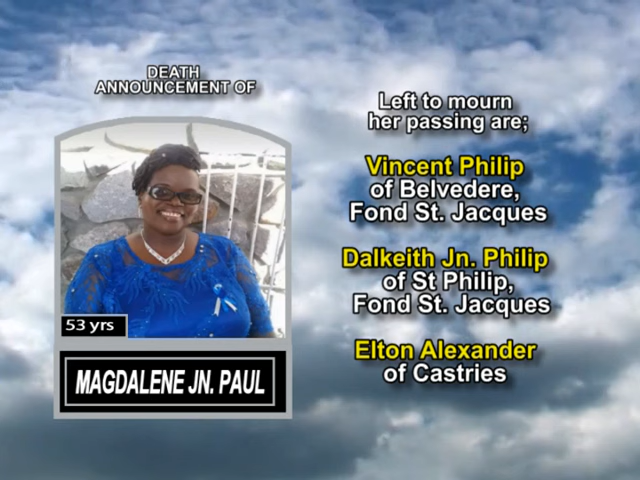 DEATH
ANNOUNCEMENT OF
53 yrs
MAGDALENE JN. PAUL
Left to mourn
her passing are;
Vincent Philip
of Belvedere,
Fond St. Jacques
Dalkeith Jn. Philip
of St Philip,
Fond St. Jacques
Elton Alexander
of Castries